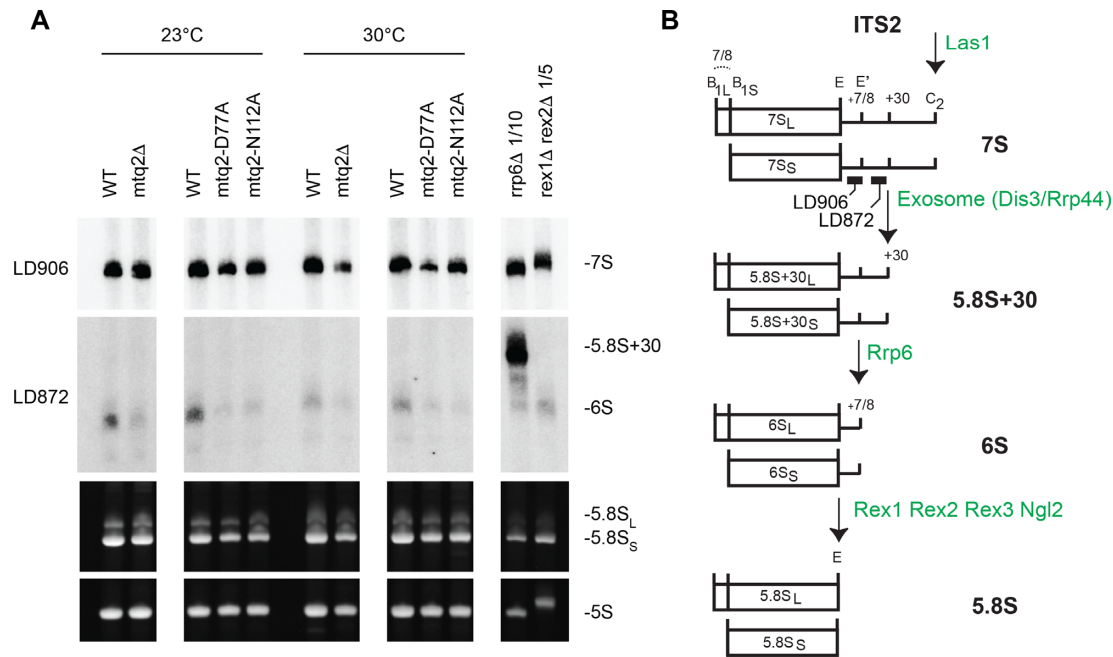 A
23°C
30°C
WT
mtq2Δ
WT
mtq2-D77A
mtq2-N112A
WT
mtq2Δ
WT
mtq2-D77A
mtq2-N112A
rrp6Δ 1/10
rex1Δ rex2Δ 1/5
LD906
-7S
-5.8S+30
LD872
-6S
-5.8SL
-5.8SS
-5S
B
ITS2
Las1
7/8
B1L B1S
E E'
+7/8 +30 C2
7SL
7S
7SS
LD906
LD872
Exosome (Dis3/Rrp44)
+30
5.8S+30L
5.8S+30
5.8S+30S
Rrp6
+7/8
6SL
6S
6SS
Rex1 Rex2 Rex3 Ngl2
E
5.8SL
5.8S
5.8SS